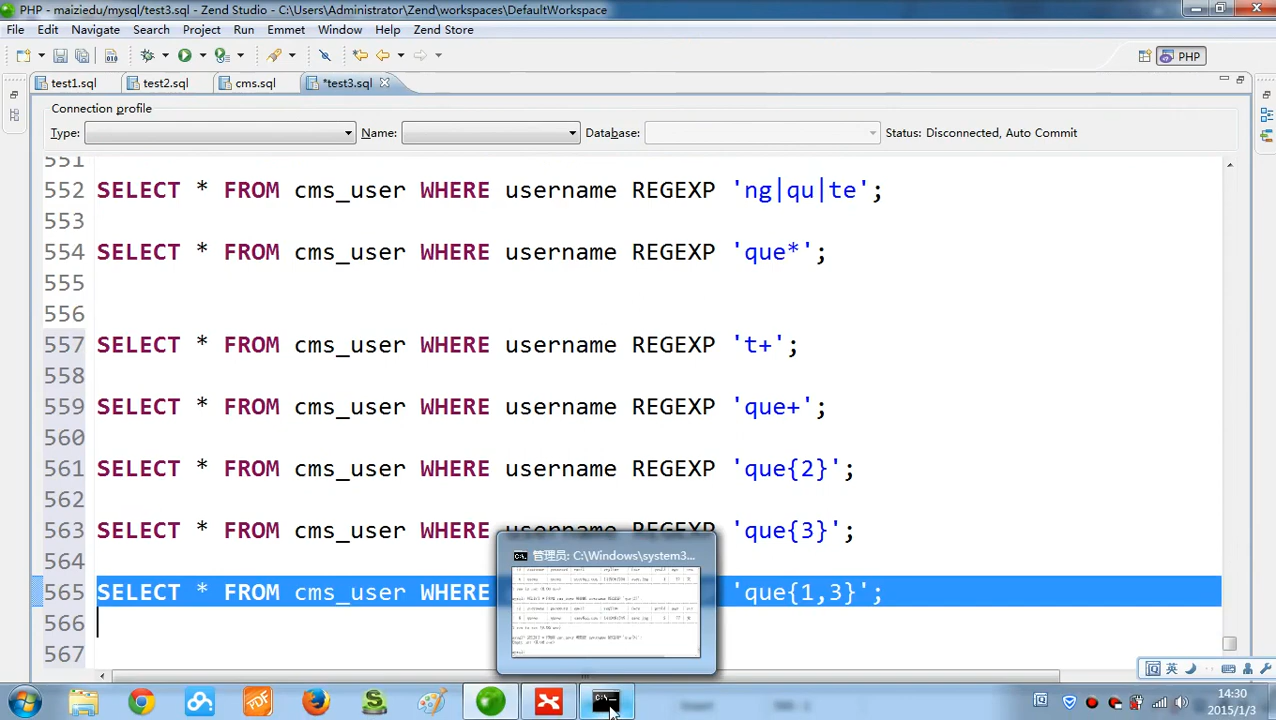 PHP - maiziedu/mysql/test3.sql - Zend Studio - C:\Users\Administrator\Zend\workspaces\DefaultWorkspace
File Edit Navigate Search Project Run Emmet Window Help Zend Store
PHP
test1.sql test2.sql cms.sql *test3.sql
Connection profile
Type: Name: Database: Status: Disconnected, Auto Commit
551
552 SELECT * FROM cms_user WHERE username REGEXP 'ng|qu|te';
553
554 SELECT * FROM cms_user WHERE username REGEXP 'que*';
555
556
557 SELECT * FROM cms_user WHERE username REGEXP 't+';
558
559 SELECT * FROM cms_user WHERE username REGEXP 'que+';
560
561 SELECT * FROM cms_user WHERE username REGEXP 'que{2}';
562
563 SELECT * FROM cms_user WHERE username REGEXP 'que{3}';
564
管理员: C:\Windows\system3...
565 SELECT * FROM cms_user WHERE 'que{1,3}';
566
567
英
14:30
2015/1/3